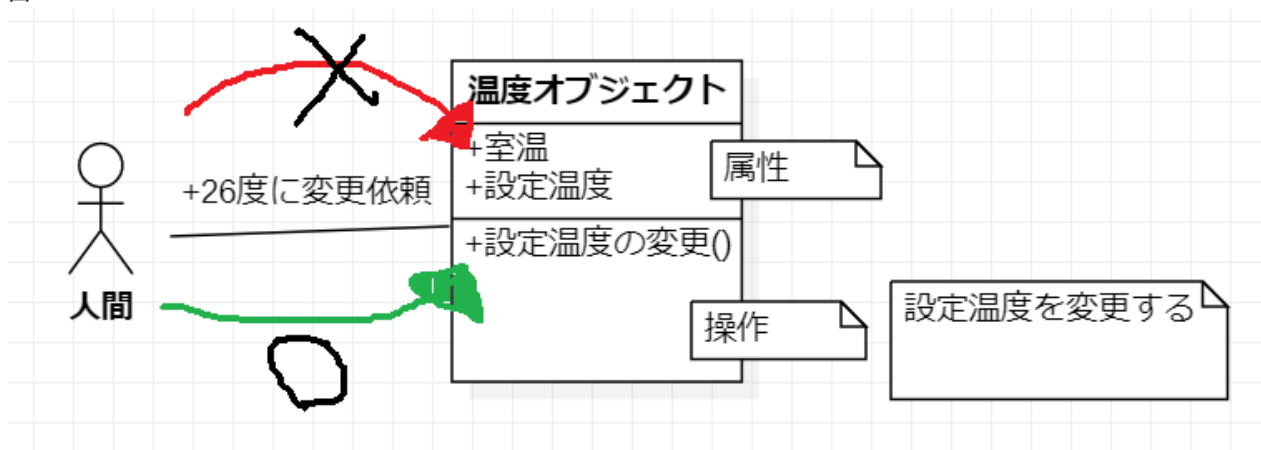 温度オブジェクト
+室温
+設定温度
属性
+26度に変更依頼
+設定温度の変更()
人間
操作
設定温度を変更する